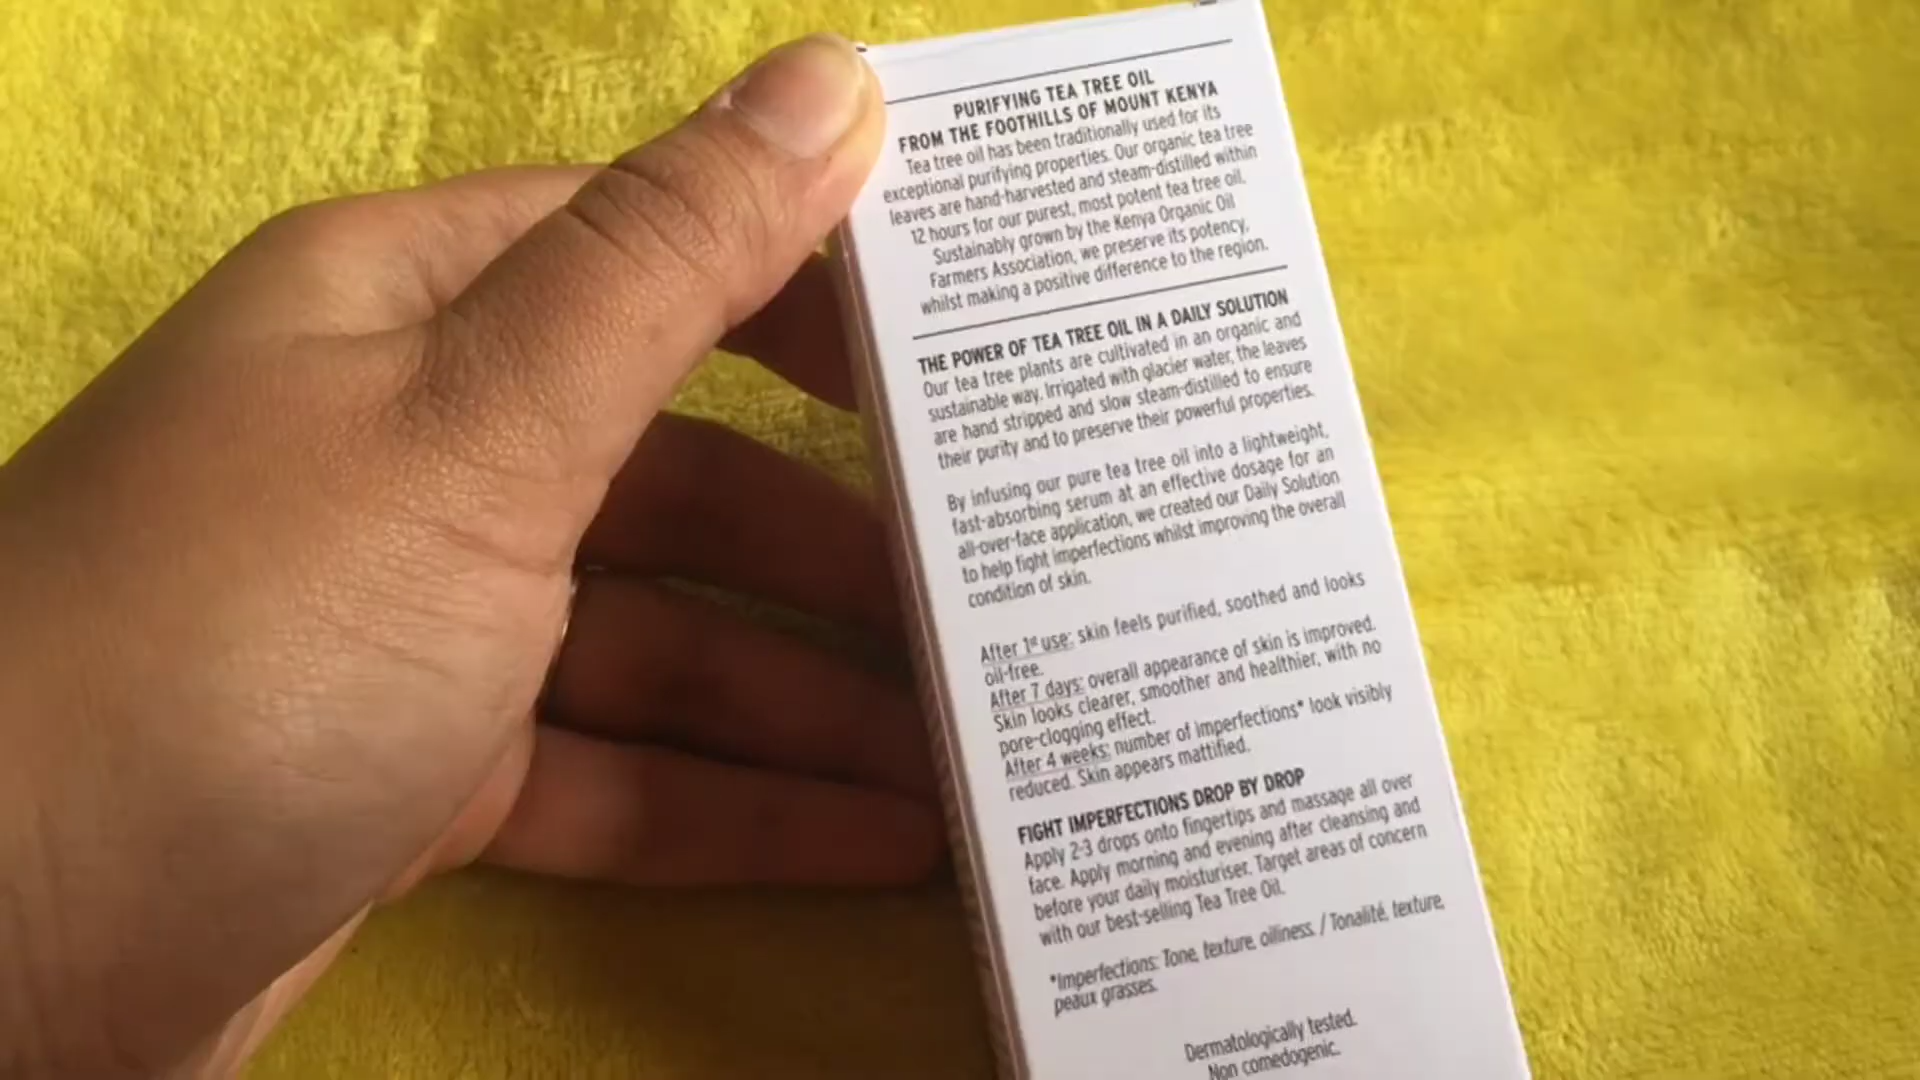 PURIFYING TEA TREE OIL
FROM THE FOOTHILLS OF MOUNT KENYA
Tea tree oil has been traditionally used for its
exceptional purifying properties. Our organic tea tree
leaves are hand-harvested and steam-distilled within
12 hours for our purest, most potent tea tree oil.
Sustainably grown by the Kenya Organic Oil
Farmers Association, we preserve its potency,
whilst making a positive difference to the region.
THE POWER OF TEA TREE OIL IN A DAILY SOLUTION
Our tea tree plants are cultivated in an organic and
sustainable way. Irrigated with glacier water, the leaves
are hand stripped and slow steam-distilled to ensure
their purity and to preserve their powerful properties.
By infusing our pure tea tree oil into a lightweight,
fast-absorbing serum at an effective dosage for an
all-over-face application, we created our Daily Solution
to help fight imperfections whilst improving the overall
condition of skin.
After 1st use: skin feels purified, soothed and looks
oil-free.
After 7 days: overall appearance of skin is improved.
Skin looks clearer, smoother and healthier, with no
pore-clogging effect.
After 4 weeks: number of imperfections* look visibly
reduced. Skin appears mattified.
FIGHT IMPERFECTIONS DROP BY DROP
Apply 2-3 drops onto fingertips and massage all over
face. Apply morning and evening after cleansing and
before your daily moisturiser. Target areas of concern
with our best-selling Tea Tree Oil.
*Imperfections: Tone, texture, oiliness. / Tonalité, texture,
peaux grasses.
Dermatologically tested.
Non comedogenic.